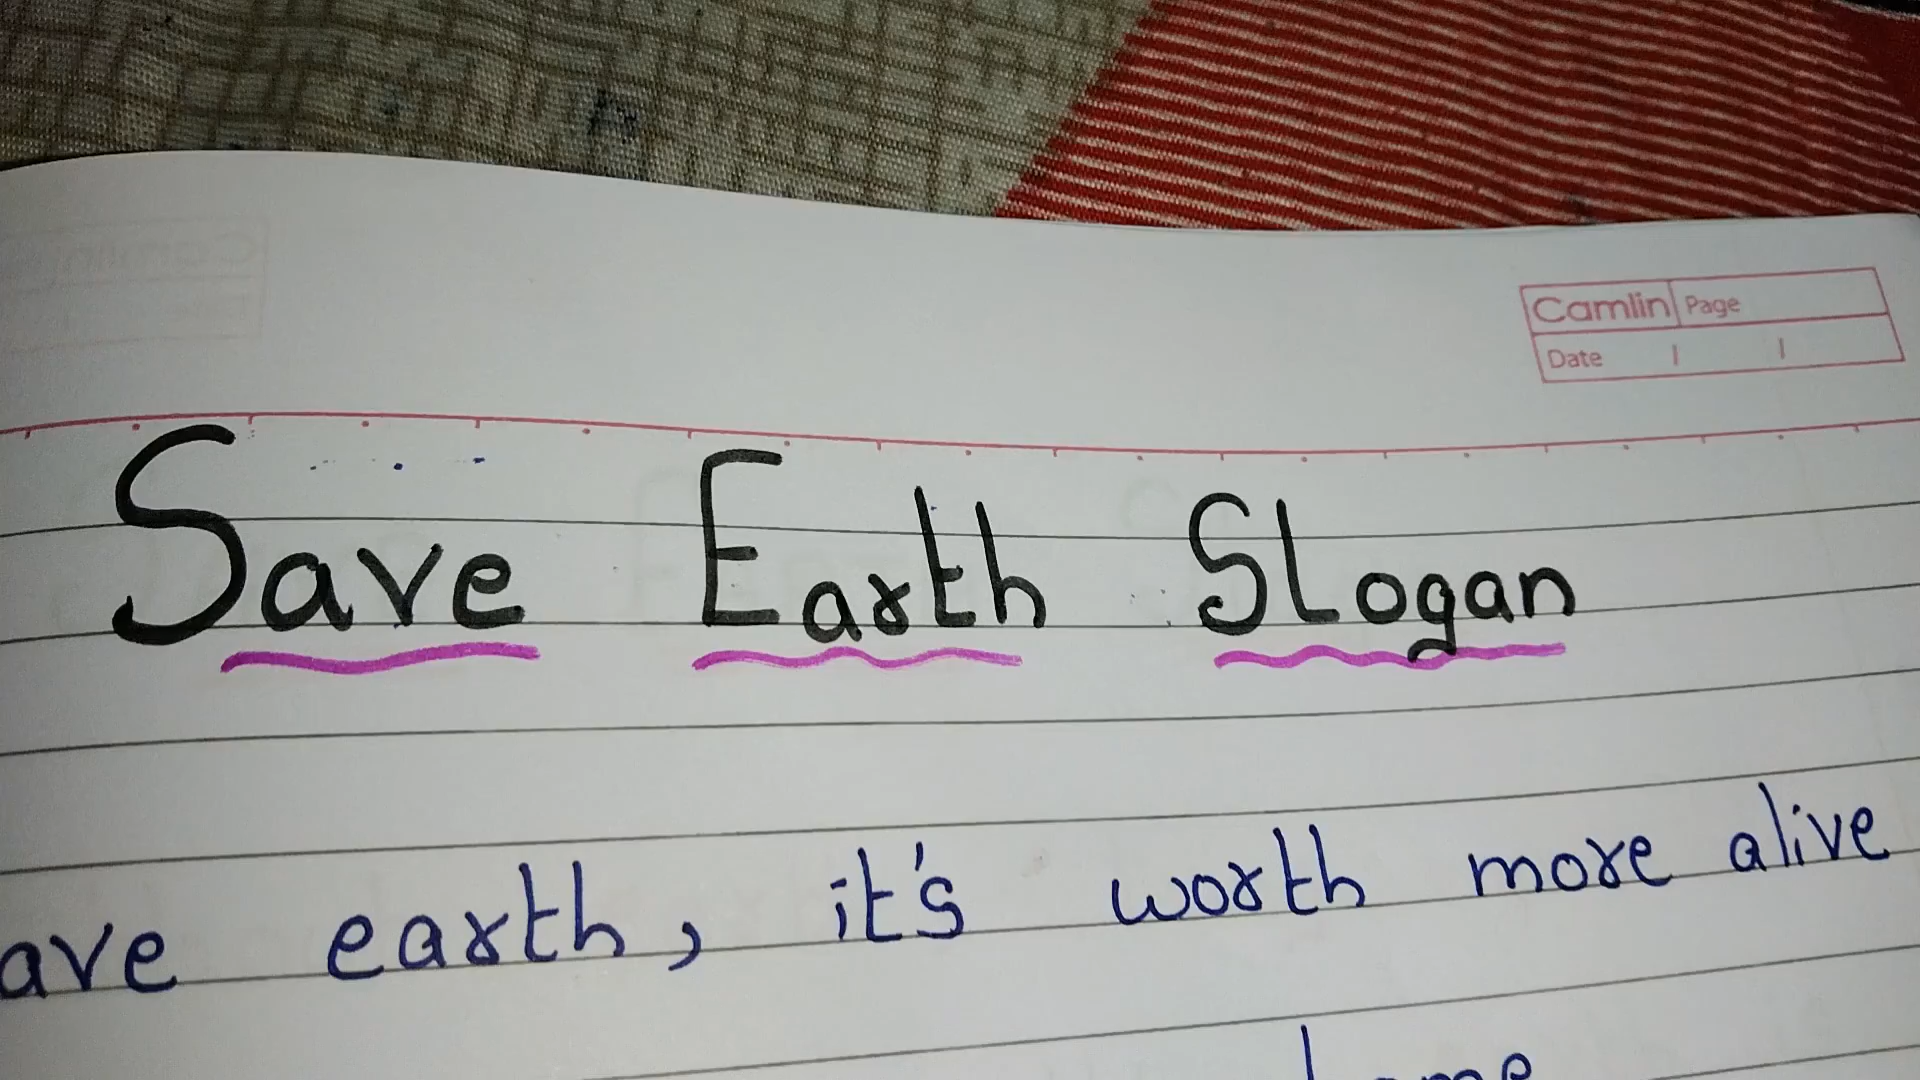 Camlin Page
Date / /
Save Earth Slogan
ave earth, it's worth more alive